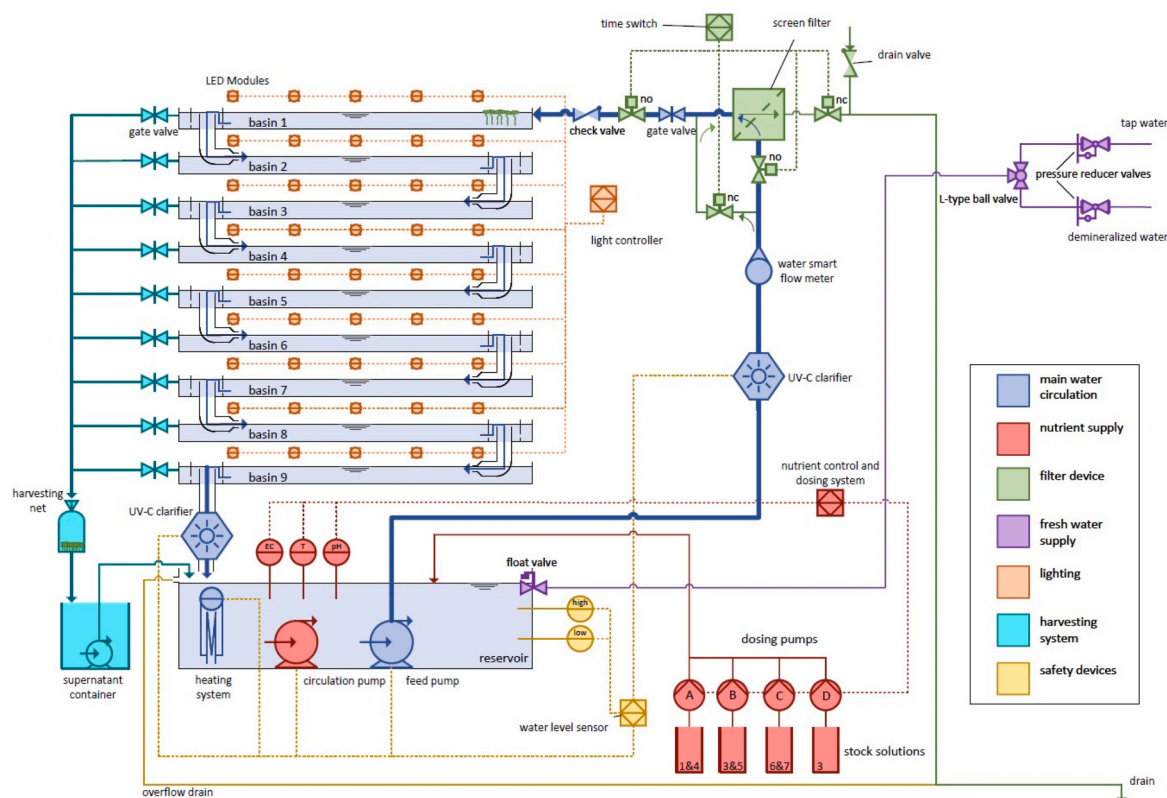 time switch
screen filter
drain valve
LED Modules
no
nc
tap water
gate valve
basin 1
check valve
gate valve
basin 2
no
pressure reducer valves
L-type ball valve
basin 3
nc
demineralized water
light controller
basin 4
water smart
flow meter
basin 5
basin 6
UV-C clarifier
main water
circulation
basin 7
nutrient supply
basin 8
filter device
basin 9
nutrient control and
dosing system
harvesting
net
UV-C clarifier
fresh water
supply
EC
T
pH
float valve
lighting
high
low
harvesting
system
dosing pumps
reservoir
safety devices
supernatant
container
heating
system
circulation pump
feed pump
A
B
C
D
water level sensor
stock solutions
1&4
3&5
6&7
3
overflow drain
drain